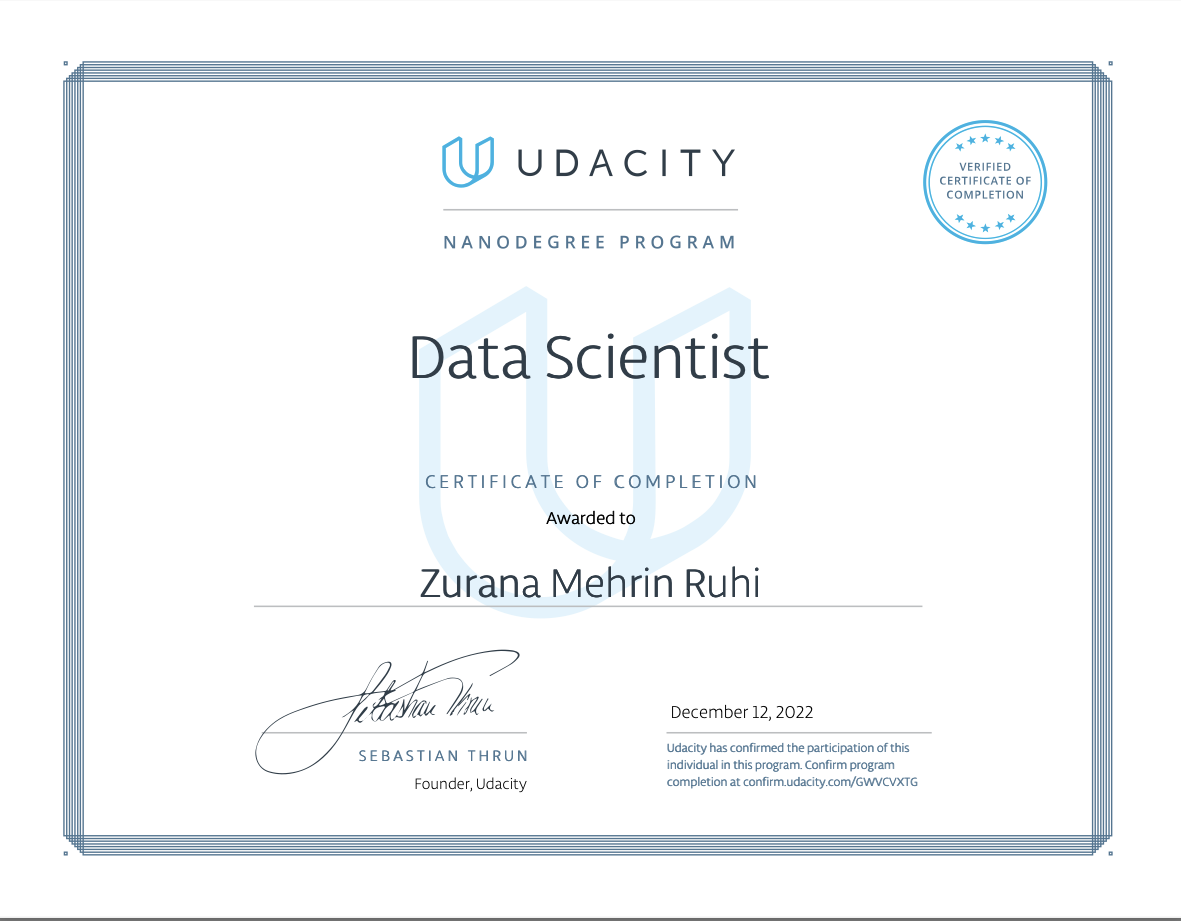 UDACITY
VERIFIED
CERTIFICATE OF
COMPLETION
NANODEGREE PROGRAM
Data Scientist
CERTIFICATE OF COMPLETION
Awarded to
Zurana Mehrin Ruhi
Sebastian Thrun
SEBASTIAN THRUN
Founder, Udacity
December 12, 2022
Udacity has confirmed the participation of this
individual in this program. Confirm program
completion at confirm.udacity.com/GWVCVXTG